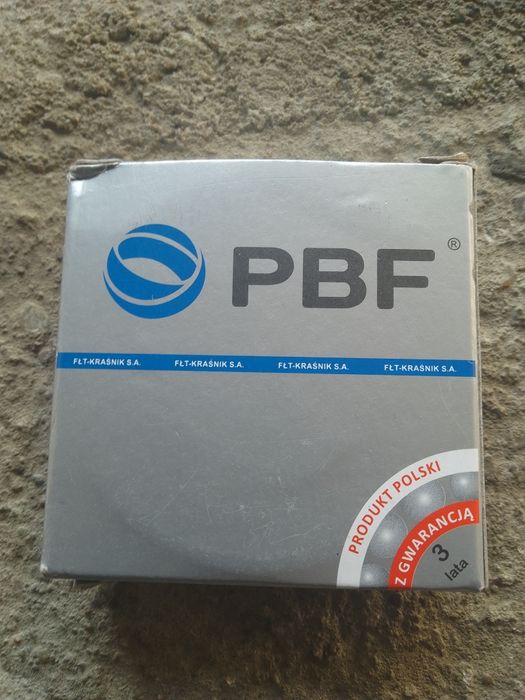 PBF®
FŁT-KRAŚNIK S.A. FŁT-KRAŚNIK S.A. FŁT-KRAŚNIK S.A. FŁT-KRAŚNIK S.A.
PRODUKT POLSKI
Z GWARANCJĄ
3
lata